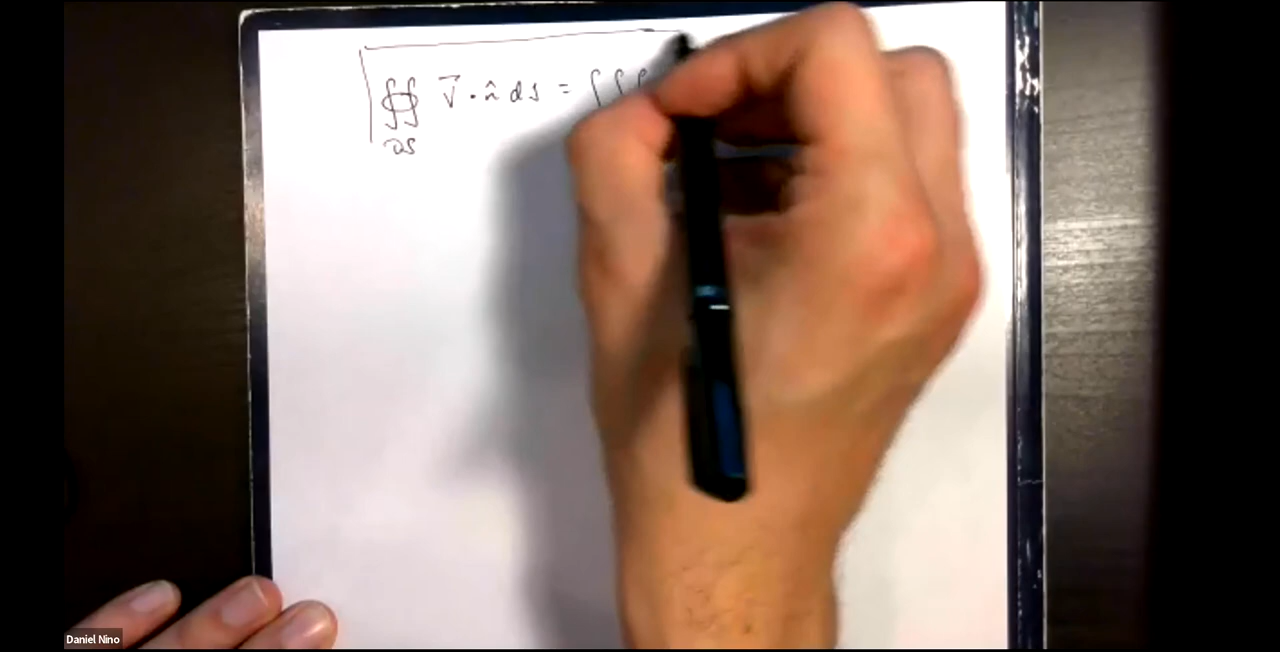 ∯ V⃗ · n̂ ds = ∫∫∫
∂S
Daniel Nino